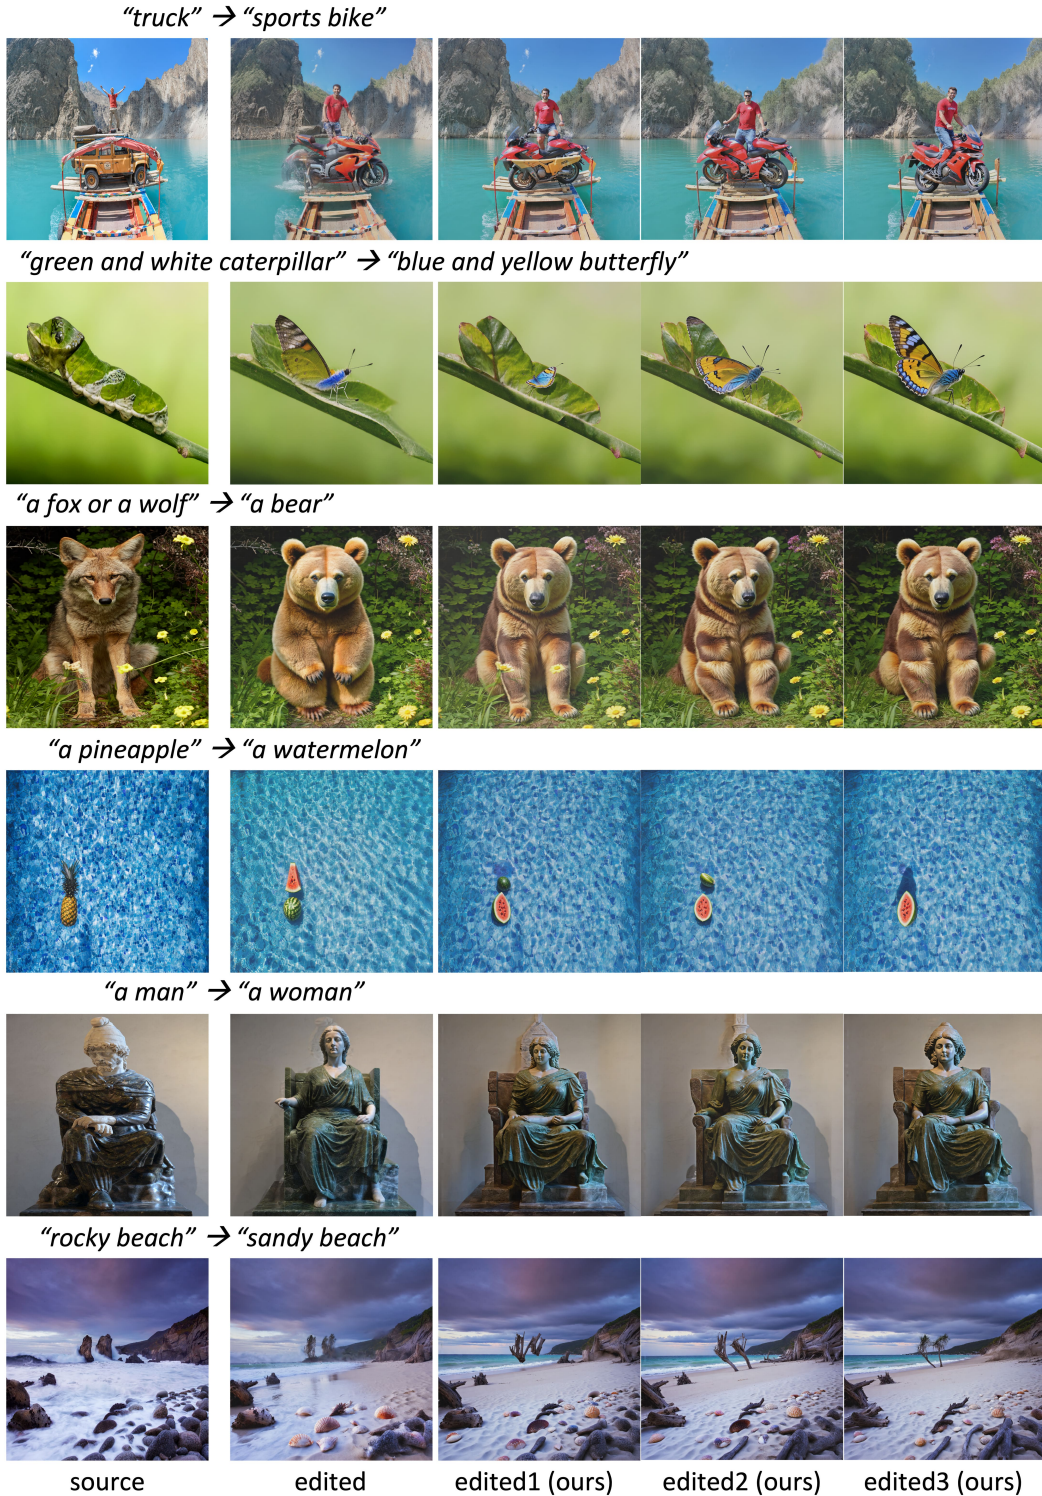 “truck” → “sports bike”
“green and white caterpillar” → “blue and yellow butterfly”
“a fox or a wolf” → “a bear”
“a pineapple” → “a watermelon”
“a man” → “a woman”
“rocky beach” → “sandy beach”
source edited edited1 (ours) edited2 (ours) edited3 (ours)